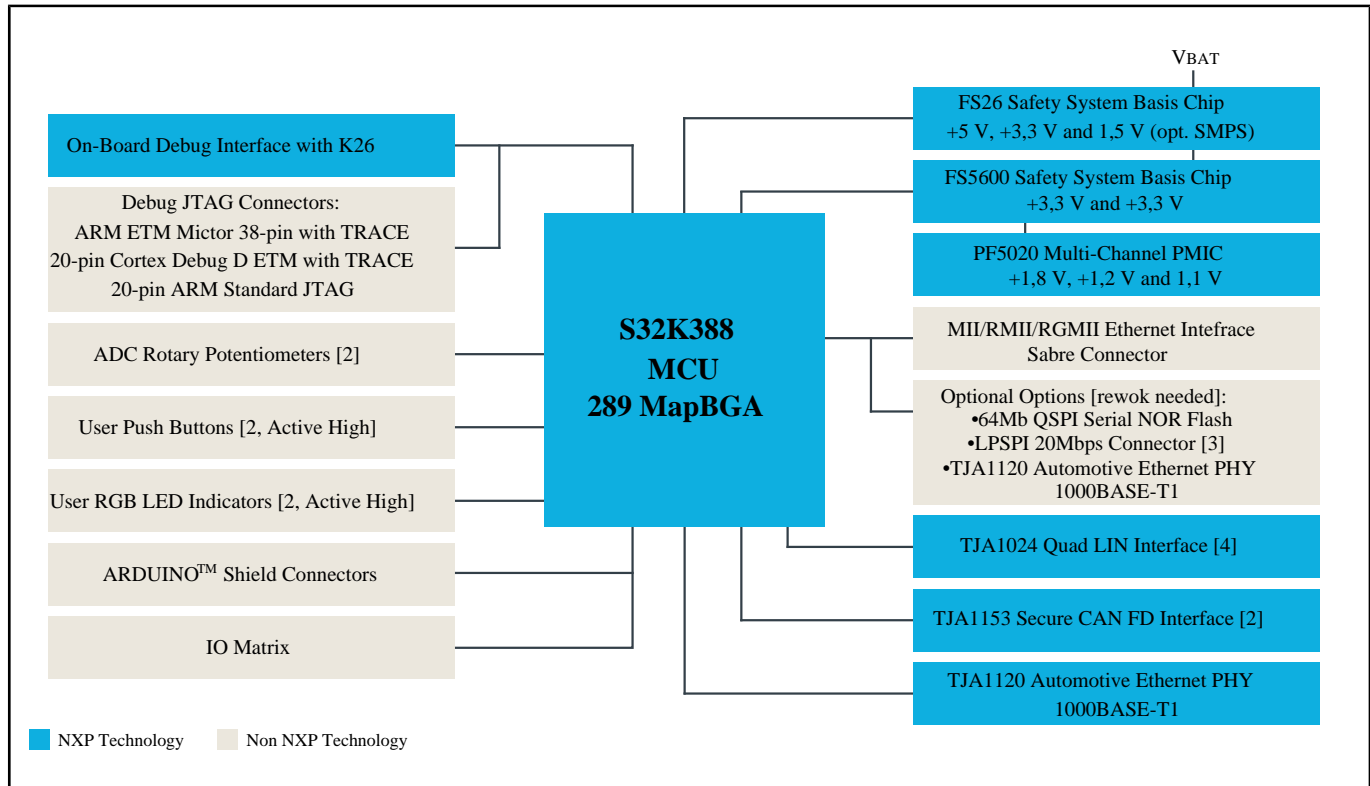 VBAT
On-Board Debug Interface with K26
Debug JTAG Connectors:
ARM ETM Mictor 38-pin with TRACE
20-pin Cortex Debug D ETM with TRACE
20-pin ARM Standard JTAG
ADC Rotary Potentiometers [2]
User Push Buttons [2, Active High]
User RGB LED Indicators [2, Active High]
ARDUINO™ Shield Connectors
IO Matrix
S32K388
MCU
289 MapBGA
FS26 Safety System Basis Chip
+5 V, +3,3 V and 1,5 V (opt. SMPS)
FS5600 Safety System Basis Chip
+3,3 V and +3,3 V
PF5020 Multi-Channel PMIC
+1,8 V, +1,2 V and 1,1 V
MII/RMII/RGMII Ethernet Intefrace
Sabre Connector
Optional Options [rewok needed]:
•64Mb QSPI Serial NOR Flash
•LPSPI 20Mbps Connector [3]
•TJA1120 Automotive Ethernet PHY
1000BASE-T1
TJA1024 Quad LIN Interface [4]
TJA1153 Secure CAN FD Interface [2]
TJA1120 Automotive Ethernet PHY
1000BASE-T1
NXP Technology
Non NXP Technology